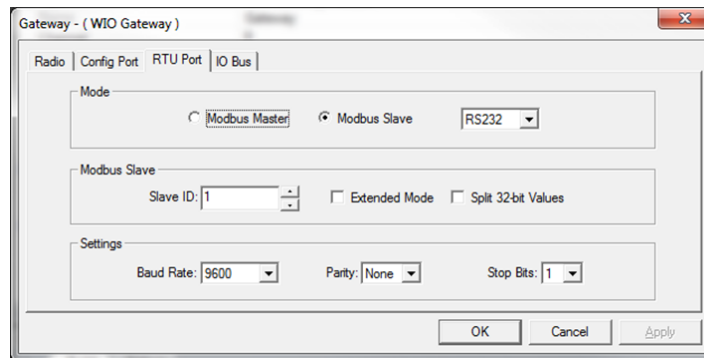 Gateway - ( WIO Gateway )
Radio Config Port RTU Port IO Bus
Mode
Modbus Master Modbus Slave RS232
Modbus Slave
Slave ID: 1 Extended Mode Split 32-bit Values
Settings
Baud Rate: 9600 Parity: None Stop Bits: 1
OK Cancel Apply